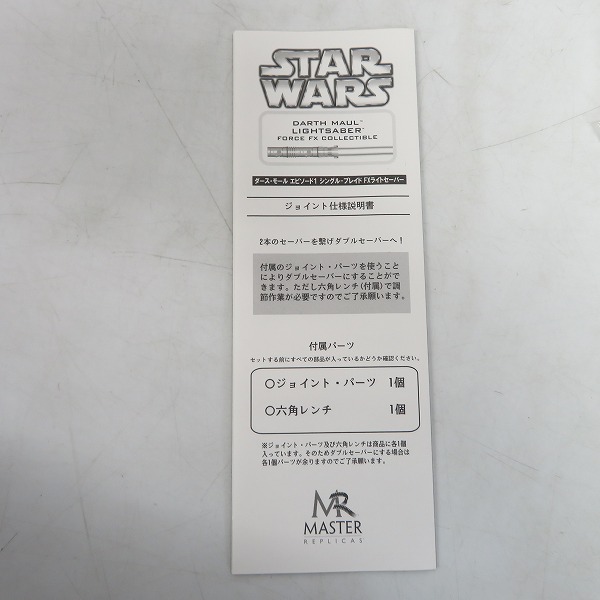 STAR
WARS
DARTH MAUL™
LIGHTSABER™
FORCE FX COLLECTIBLE
ダース・モール エピソード1 シングル・ブレイド FXライトセーバー
ジョイント仕様説明書
2本のセーバーを繋げダブルセーバーへ！
付属のジョイント・パーツを使うこと
によりダブルセーバーにすることがで
きます。ただし六角レンチ(付属)で調
節作業が必要ですのでご了承願います。
付属パーツ
セットする前にすべての部品が入っているかどうか確認ください。
○ジョイント・パーツ 1個
○六角レンチ 1個
※ジョイント・パーツ及び六角レンチは商品に各1個
入っています。そのためダブルセーバーにする場合は
各1個パーツが余りますのでご了承願います。
MR
MASTER
REPLICAS